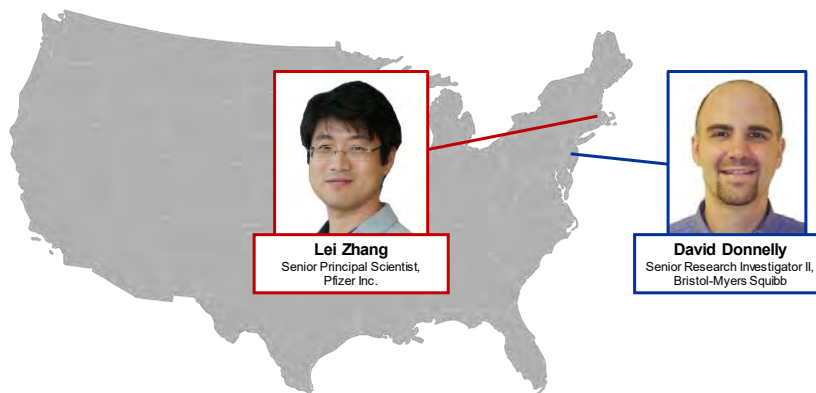 Lei Zhang
Senior Principal Scientist,
Pfizer Inc.
David Donnelly
Senior Research Investigator II,
Bristol-Myers Squibb